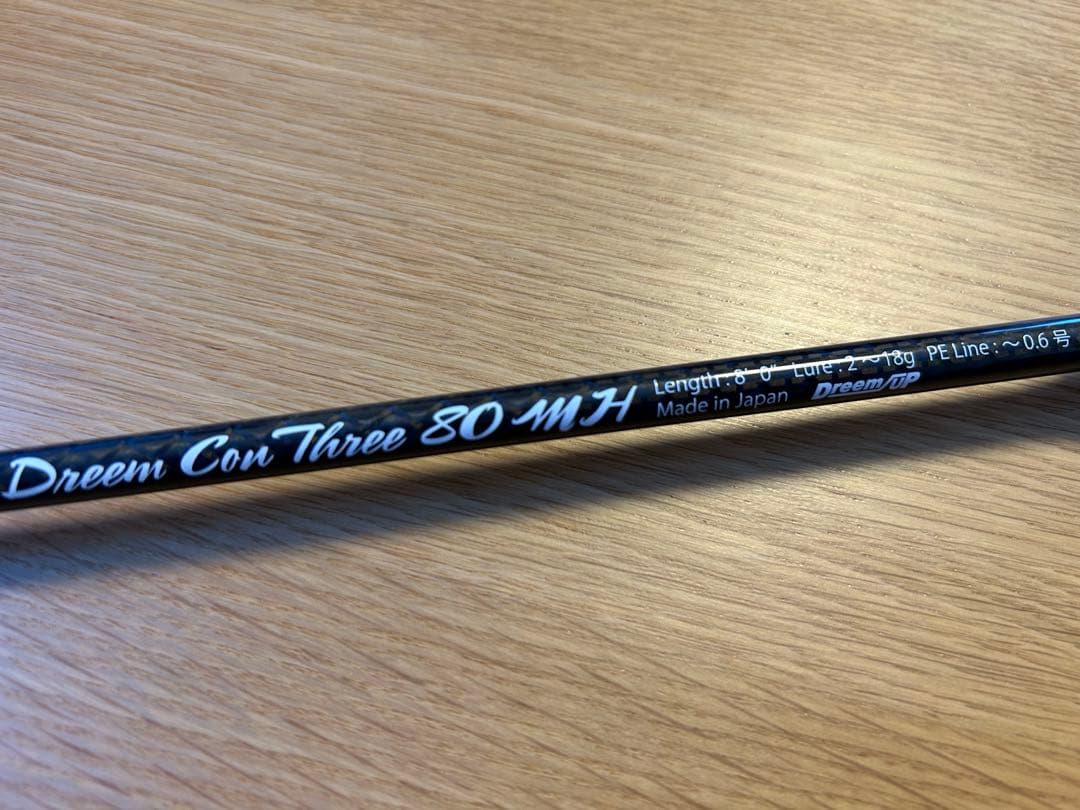 Dreem Con Three 80 MH
Length : 8' 0" Lure : 2～18g PE Line : ～0.6 号
Made in Japan Dreem/uP